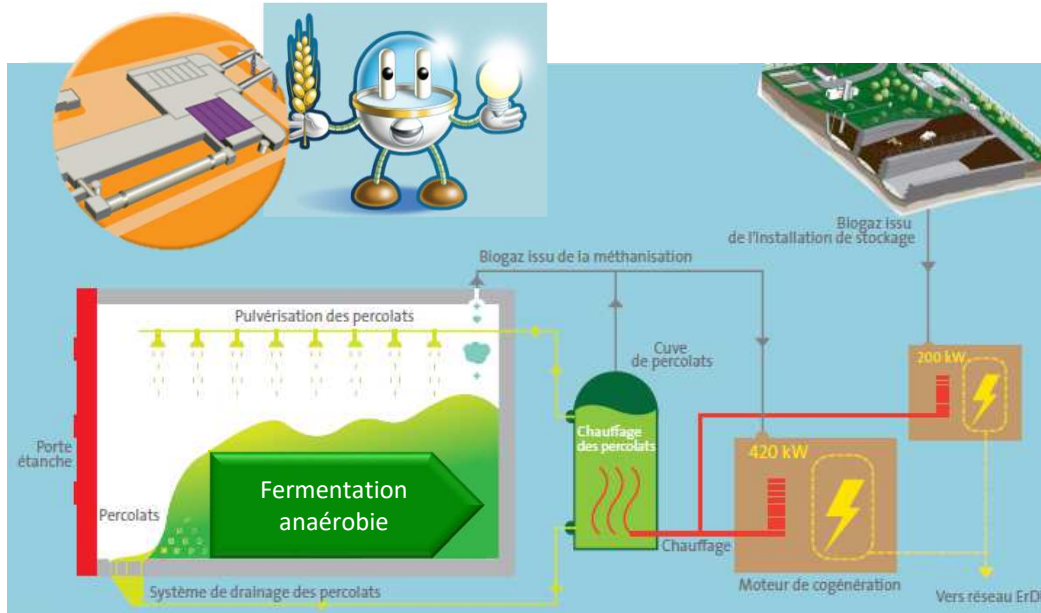 Biogaz issu
de l'installation de stockage
Biogaz issu de la méthanisation
Pulvérisation des percolats
Cuve
de percolats
200 kW
Chauffage
des percolats
420 kW
Porte
étanche
Fermentation
anaérobie
Percolats
Chauffage
Système de drainage des percolats
Moteur de cogénération
Vers réseau ErD